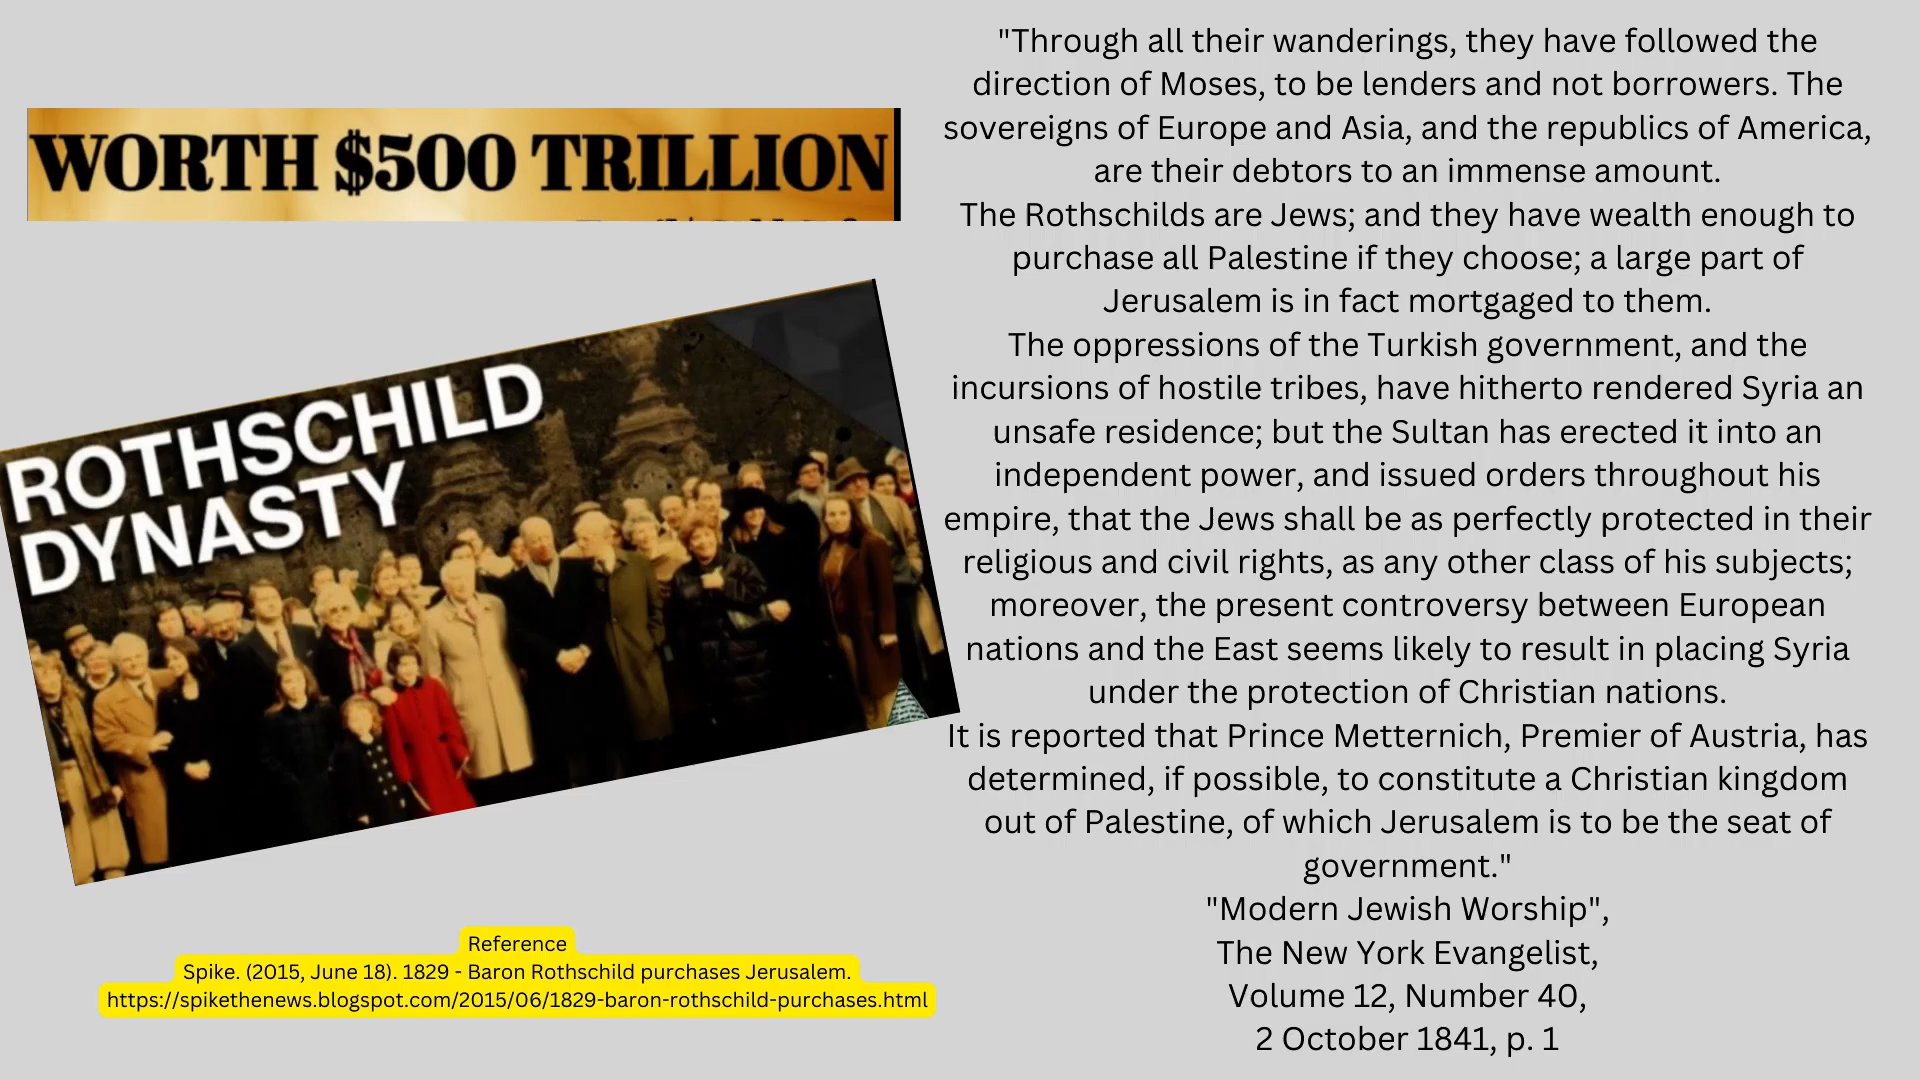 WORTH $500 TRILLION
ROTHSCHILD
DYNASTY
Reference
Spike. (2015, June 18). 1829 - Baron Rothschild purchases Jerusalem.
https://spikethenews.blogspot.com/2015/06/1829-baron-rothschild-purchases.html
"Through all their wanderings, they have followed the
direction of Moses, to be lenders and not borrowers. The
sovereigns of Europe and Asia, and the republics of America,
are their debtors to an immense amount.
The Rothschilds are Jews; and they have wealth enough to
purchase all Palestine if they choose; a large part of
Jerusalem is in fact mortgaged to them.
The oppressions of the Turkish government, and the
incursions of hostile tribes, have hitherto rendered Syria an
unsafe residence; but the Sultan has erected it into an
independent power, and issued orders throughout his
empire, that the Jews shall be as perfectly protected in their
religious and civil rights, as any other class of his subjects;
moreover, the present controversy between European
nations and the East seems likely to result in placing Syria
under the protection of Christian nations.
It is reported that Prince Metternich, Premier of Austria, has
determined, if possible, to constitute a Christian kingdom
out of Palestine, of which Jerusalem is to be the seat of
government."
"Modern Jewish Worship",
The New York Evangelist,
Volume 12, Number 40,
2 October 1841, p. 1